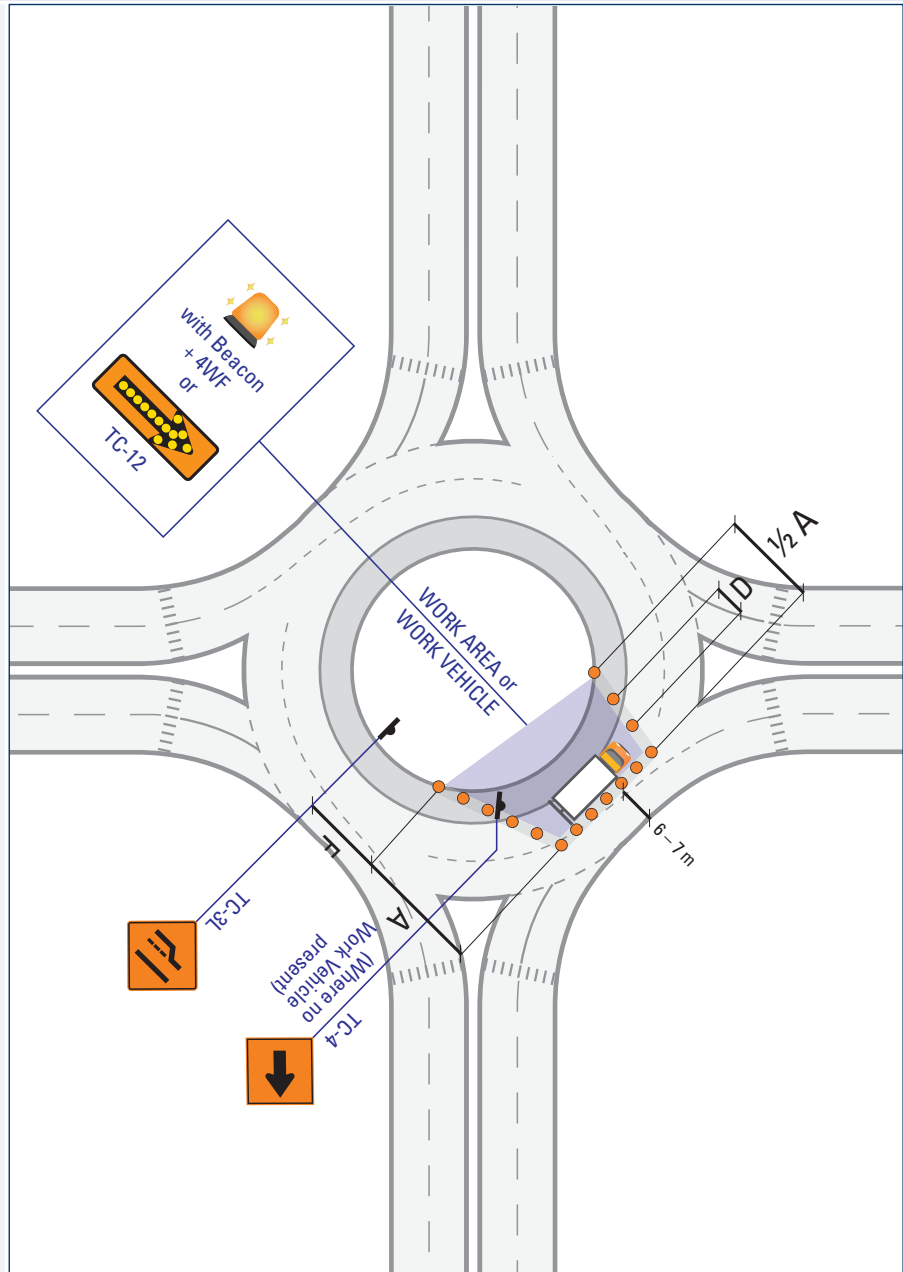 with Beacon
+ 4WF
or
TC-12
WORK AREA or
WORK VEHICLE
½ A
D
6–7 m
F
A
TC-3L
(Where no
Work Vehicle
present)
TC-4